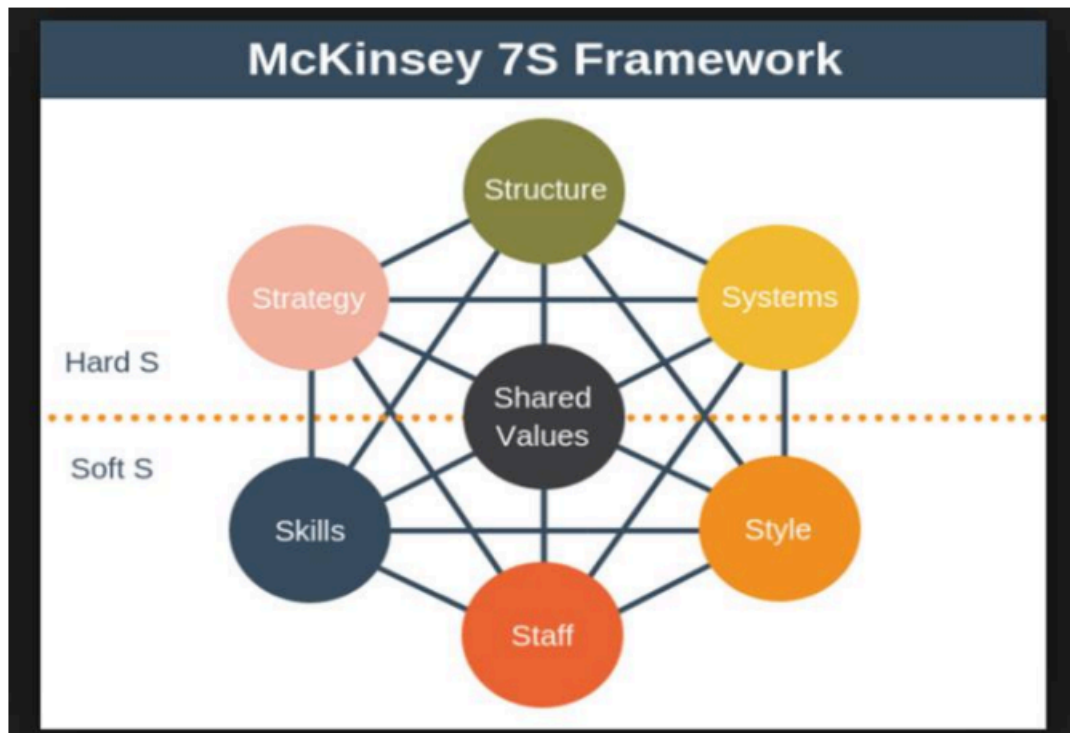 McKinsey 7S Framework
Structure
Strategy
Systems
Hard S
Shared
Values
Soft S
Skills
Style
Staff